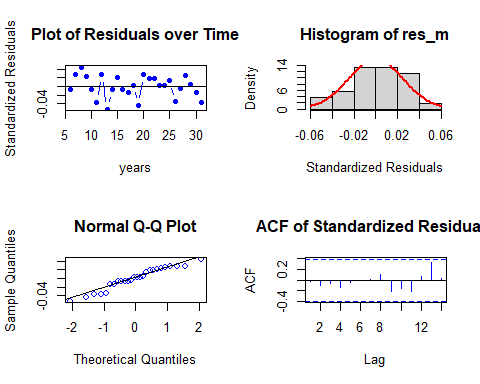 Plot of Residuals over Time
Standardized Residuals
-0.04
5 10 15 20 25 30
years
Histogram of res_m
Density
0 6 14
-0.06 -0.02 0.02 0.06
Standardized Residuals
Normal Q-Q Plot
Sample Quantiles
-0.04
-2 -1 0 1 2
Theoretical Quantiles
ACF of Standardized Residua
ACF
-0.4 0.2
2 4 6 8 12
Lag